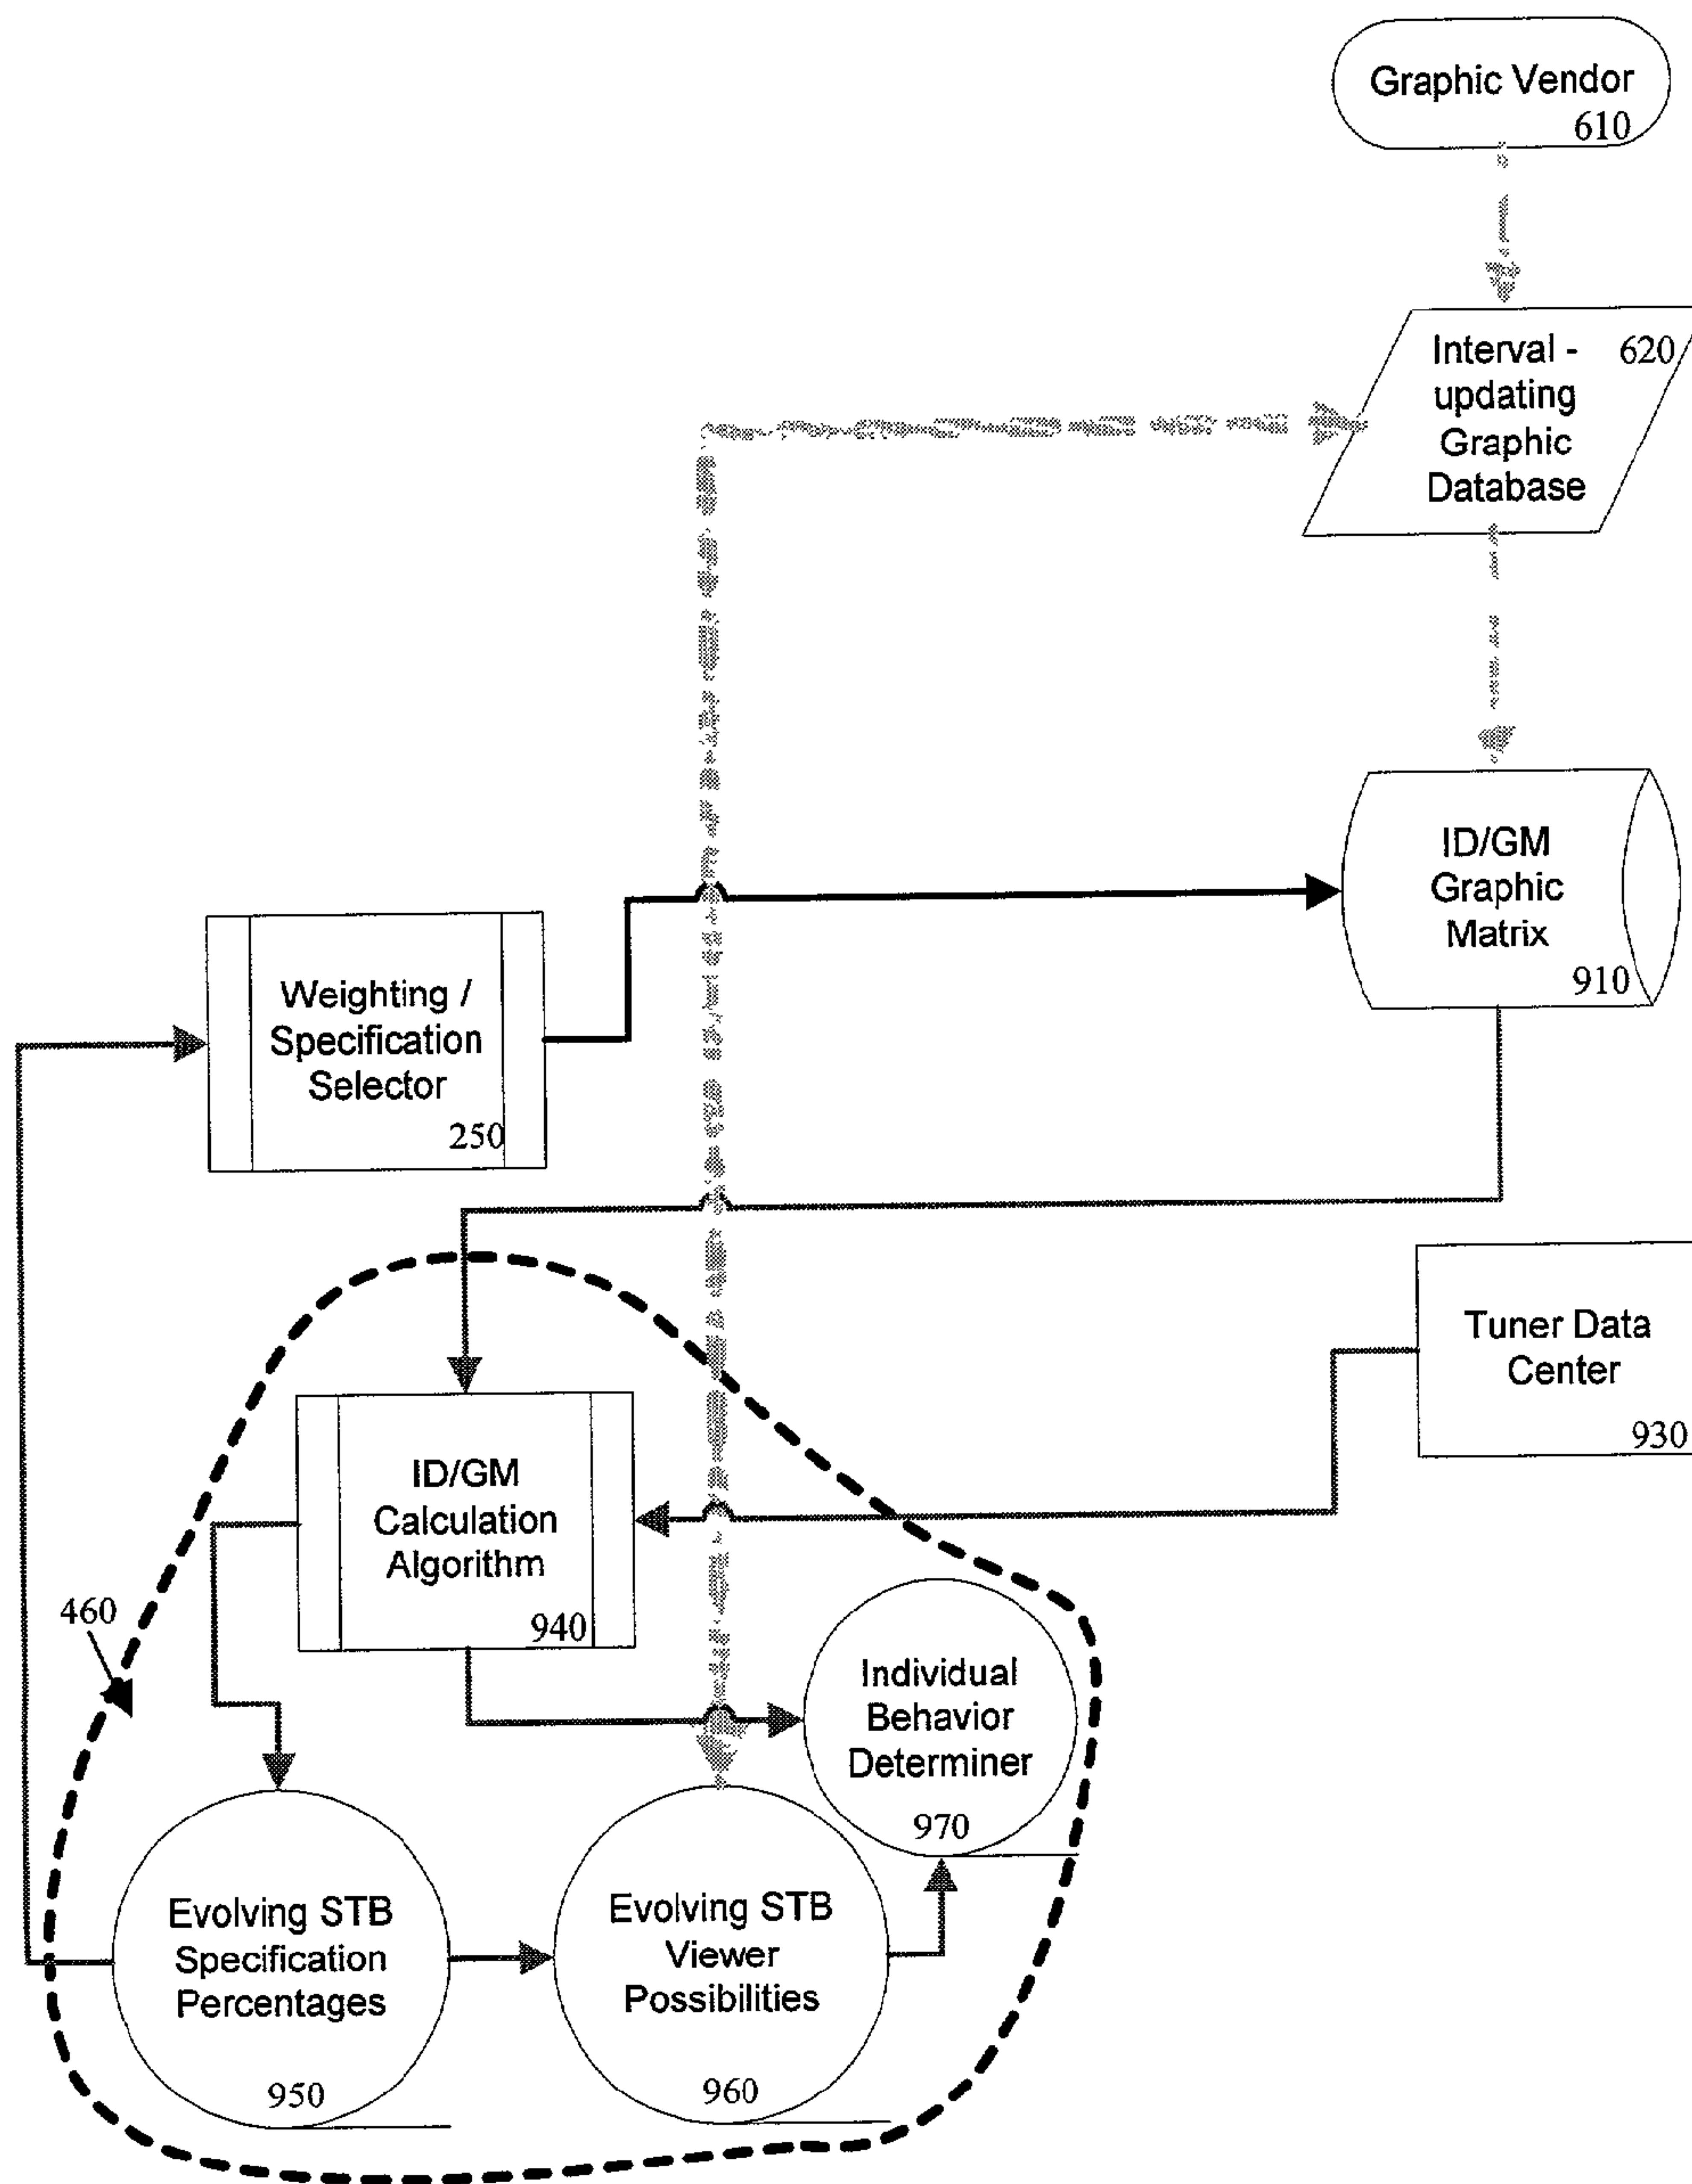 Graphic Vendor
610
Interval -
620
updating
Graphic
Database
ID/GM
Graphic
Matrix
910
Weighting /
Specification
Selector
250
Tuner Data
Center
930
ID/GM
Calculation
Algorithm
940
460
Individual
Behavior
Determiner
970
Evolving STB
Specification
Percentages
950
Evolving STB
Viewer
Possibilities
960